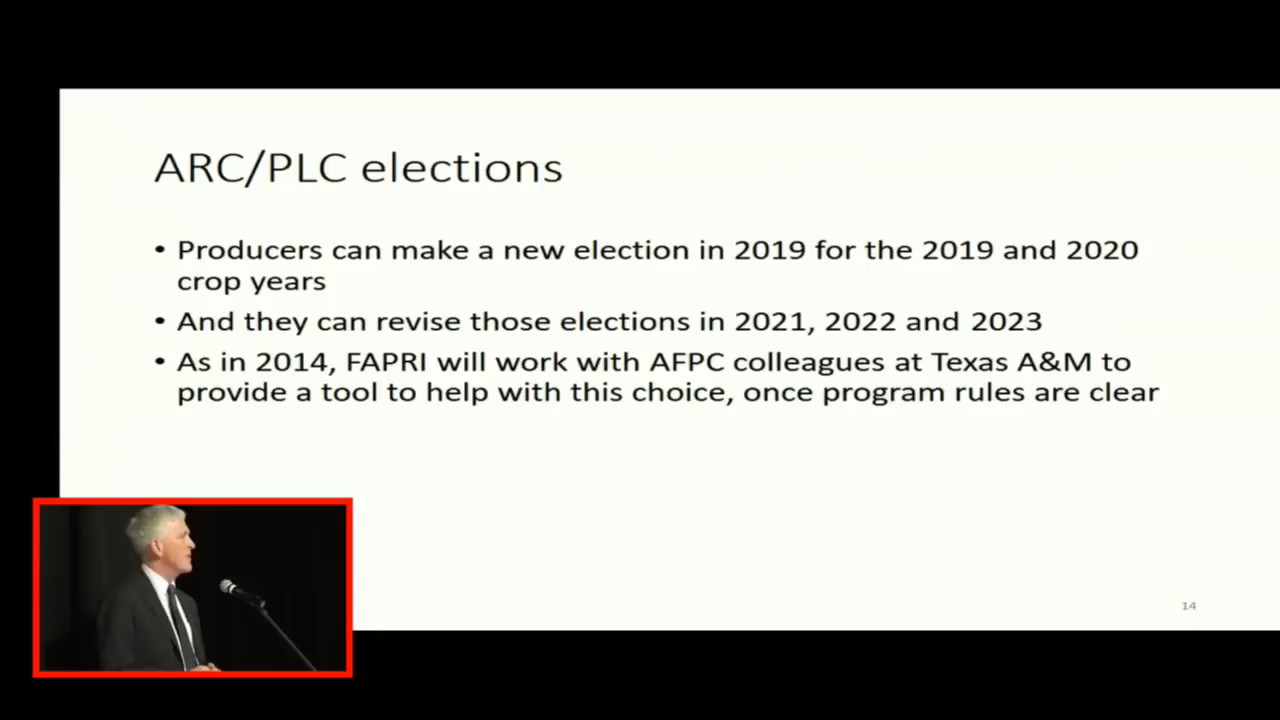 ARC/PLC elections
• Producers can make a new election in 2019 for the 2019 and 2020
crop years
• And they can revise those elections in 2021, 2022 and 2023
• As in 2014, FAPRI will work with AFPC colleagues at Texas A&M to
provide a tool to help with this choice, once program rules are clear
14